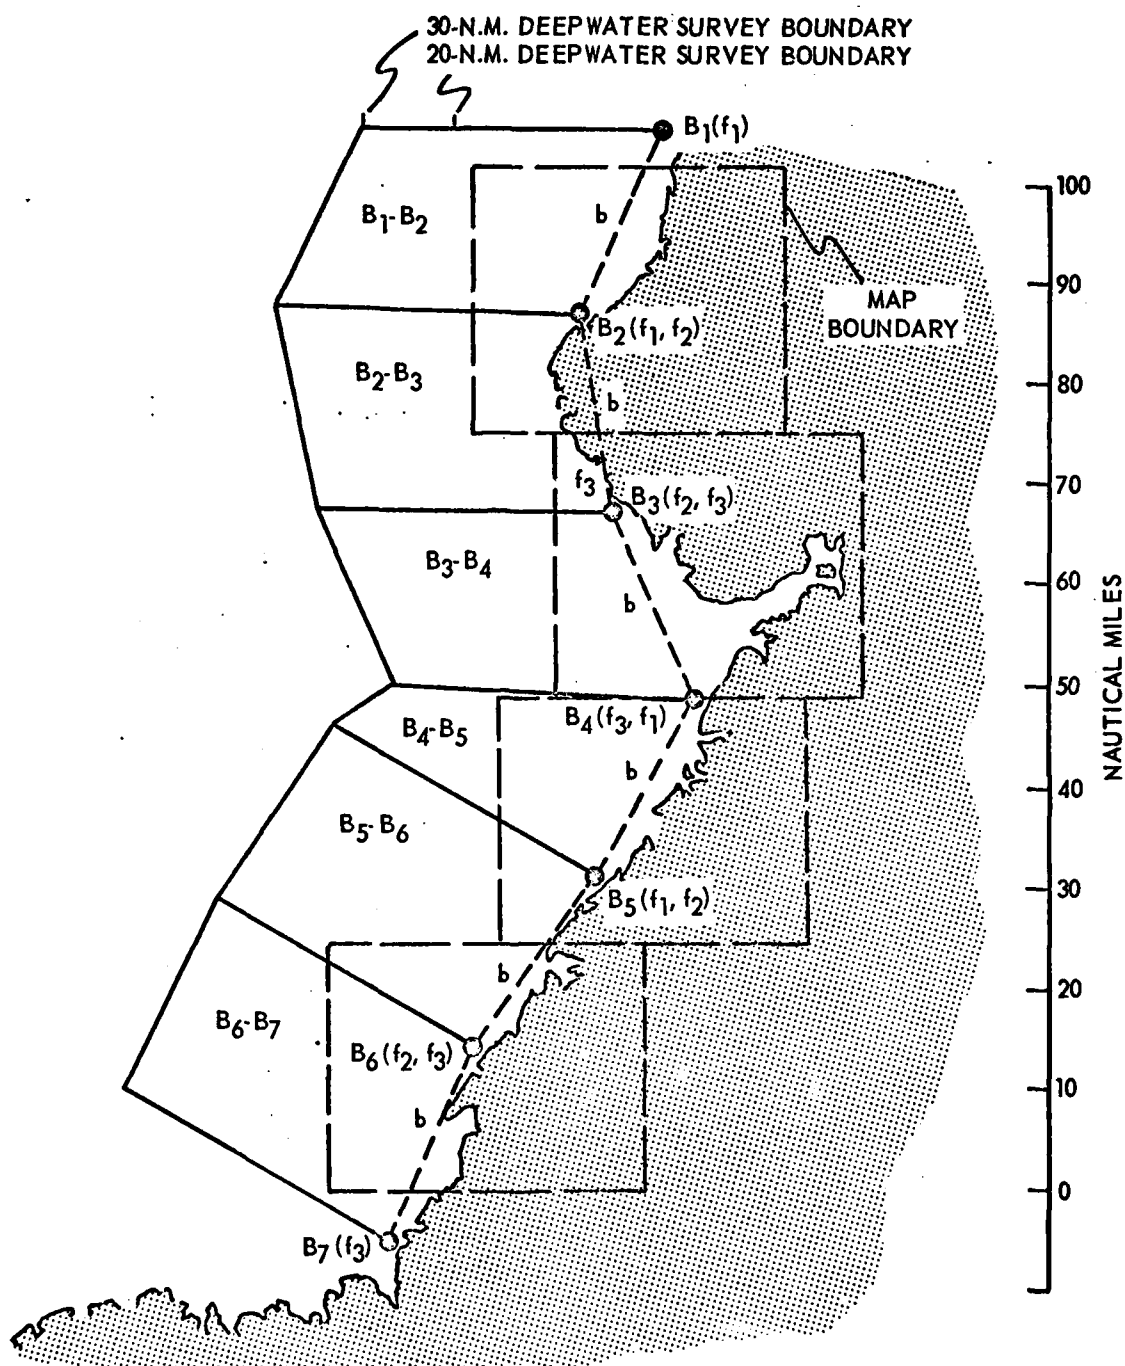 30-N.M. DEEPWATER SURVEY BOUNDARY
20-N.M. DEEPWATER SURVEY BOUNDARY
B1(f1)
100
B1-B2
b
90
MAP
BOUNDARY
B2(f1, f2)
B2-B3
80
b
f3
B3(f2, f3)
70
B3-B4
60
b
NAUTICAL MILES
50
B4(f3, f1)
B4-B5
b
40
B5-B6
30
B5(f1, f2)
b
20
B6-B7
B6(f2, f3)
10
b
0
B7(f3)